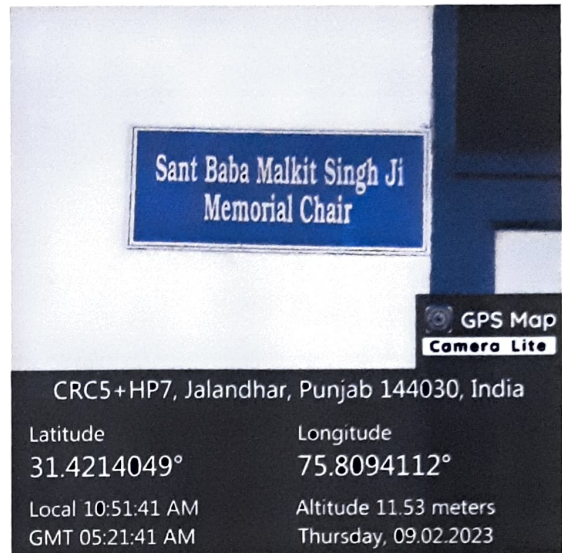 Sant Baba Malkit Singh Ji
Memorial Chair
GPS Map
Camera Lite
CRC5+HP7, Jalandhar, Punjab 144030, India
Latitude
31.4214049°
Longitude
75.8094112°
Local 10:51:41 AM
GMT 05:21:41 AM
Altitude 11.53 meters
Thursday, 09.02.2023